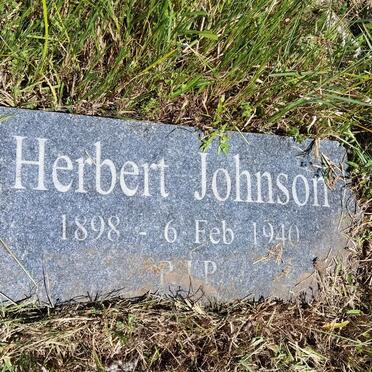 Herbert Johnson
1898 - 6 Feb 1940
R.I.P